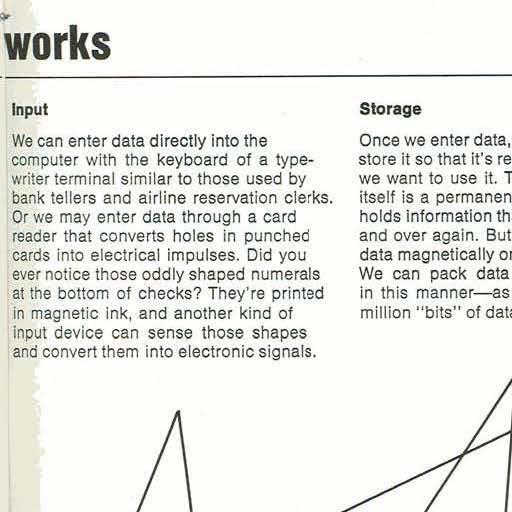 works
Input
We can enter data directly into the
computer with the keyboard of a type-
writer terminal similar to those used by
bank tellers and airline reservation clerks.
Or we may enter data through a card
reader that converts holes in punched
cards into electrical impulses. Did you
ever notice those oddly shaped numerals
at the bottom of checks? They're printed
in magnetic ink, and another kind of
input device can sense those shapes
and convert them into electronic signals.
Storage
Once we enter data,
store it so that it's re
we want to use it. T
itself is a permanen
holds information th
and over again. But
data magnetically o
We can pack data
in this manner—as
million "bits" of dat